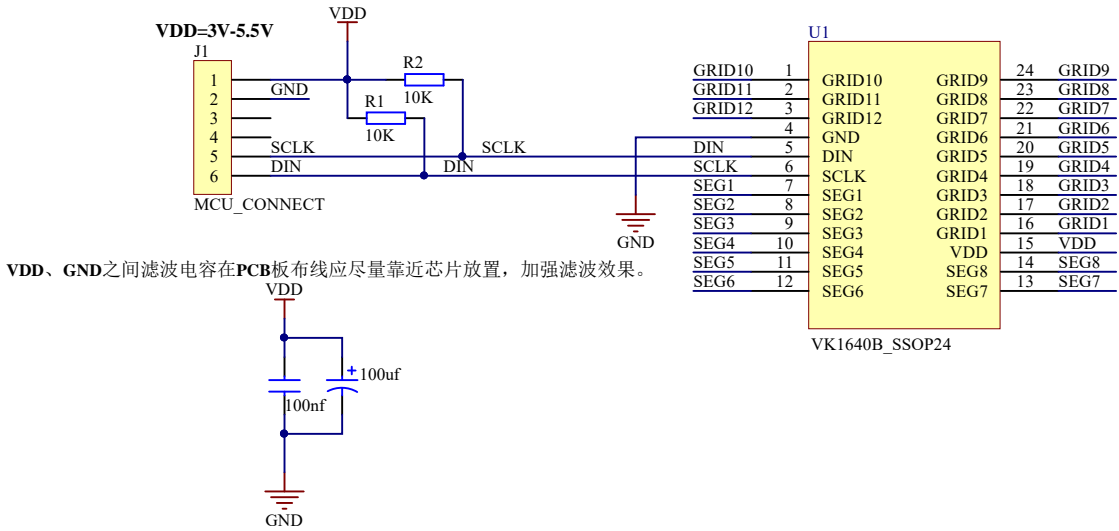 VDD
VDD=3V-5.5V
J1
1
2
3
4
5
6
GND
SCLK
DIN
MCU_CONNECT
R2
10K
R1
10K
SCLK
DIN
GND
U1
GRID10 1 GRID10
GRID11 2 GRID11
GRID12 3 GRID12
4 GND
DIN 5 DIN
SCLK 6 SCLK
SEG1 7 SEG1
SEG2 8 SEG2
SEG3 9 SEG3
SEG4 10 SEG4
SEG5 11 SEG5
SEG6 12 SEG6
GRID9 24 GRID9
GRID8 23 GRID8
GRID7 22 GRID7
GRID6 21 GRID6
GRID5 20 GRID5
GRID4 19 GRID4
GRID3 18 GRID3
GRID2 17 GRID2
GRID1 16 GRID1
VDD 15 VDD
SEG8 14 SEG8
SEG7 13 SEG7
VK1640B_SSOP24
VDD、GND之间滤波电容在PCB板布线应尽量靠近芯片放置，加强滤波效果。
VDD
+
100uf
100nf
GND